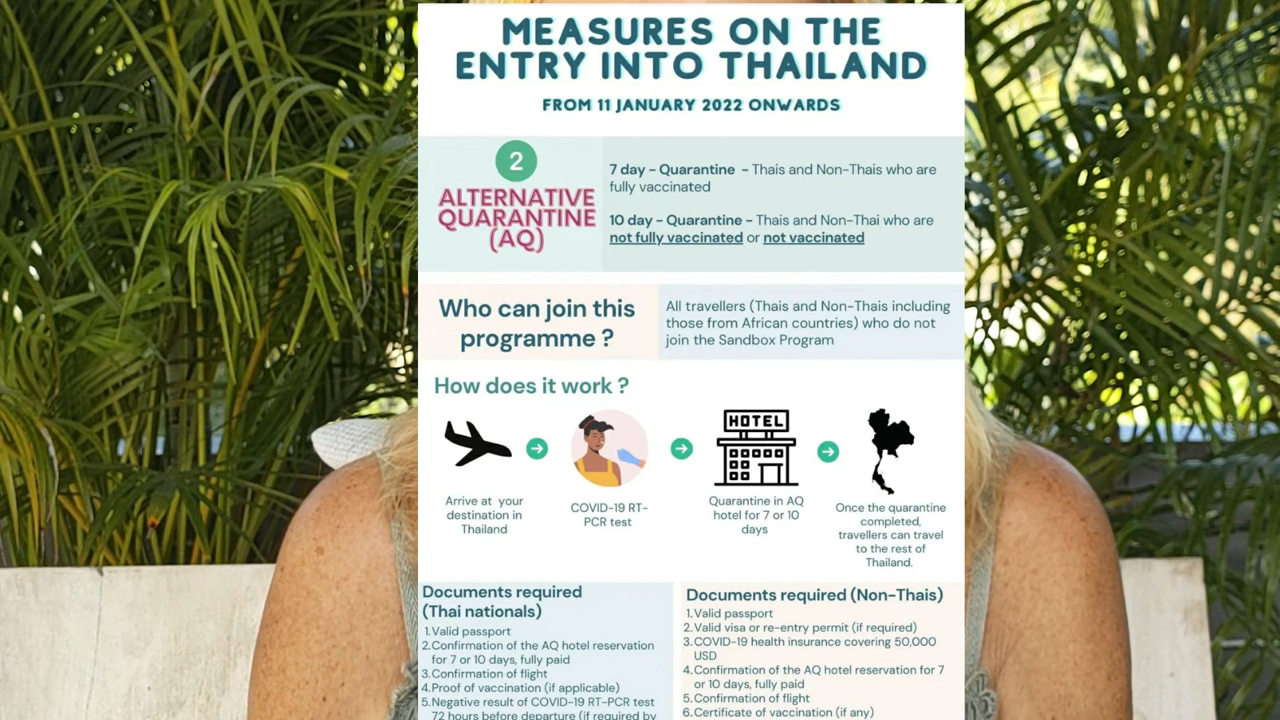 MEASURES ON THE
ENTRY INTO THAILAND
FROM 11 JANUARY 2022 ONWARDS
2
ALTERNATIVE
QUARANTINE
(AQ)
7 day - Quarantine - Thais and Non-Thais who are
fully vaccinated
10 day - Quarantine - Thais and Non-Thai who are
not fully vaccinated or not vaccinated
Who can join this
programme ?
All travellers (Thais and Non-Thais including
those from African countries) who do not
join the Sandbox Program
How does it work ?
HOTEL
Arrive at your
destination in
Thailand
COVID-19 RT-
PCR test
Quarantine in AQ
hotel for 7 or 10
days
Once the quarantine
completed,
travellers can travel
to the rest of
Thailand.
Documents required
(Thai nationals)
1.Valid passport
2.Confirmation of the AQ hotel reservation
for 7 or 10 days, fully paid
3.Confirmation of flight
4.Proof of vaccination (if applicable)
5.Negative result of COVID-19 RT-PCR test
72 hours before departure (if required by
Documents required (Non-Thais)
1.Valid passport
2.Valid visa or re-entry permit (if required)
3.COVID-19 health insurance covering 50,000
USD
4.Confirmation of the AQ hotel reservation for 7
or 10 days, fully paid
5.Confirmation of flight
6.Certificate of vaccination (if any)